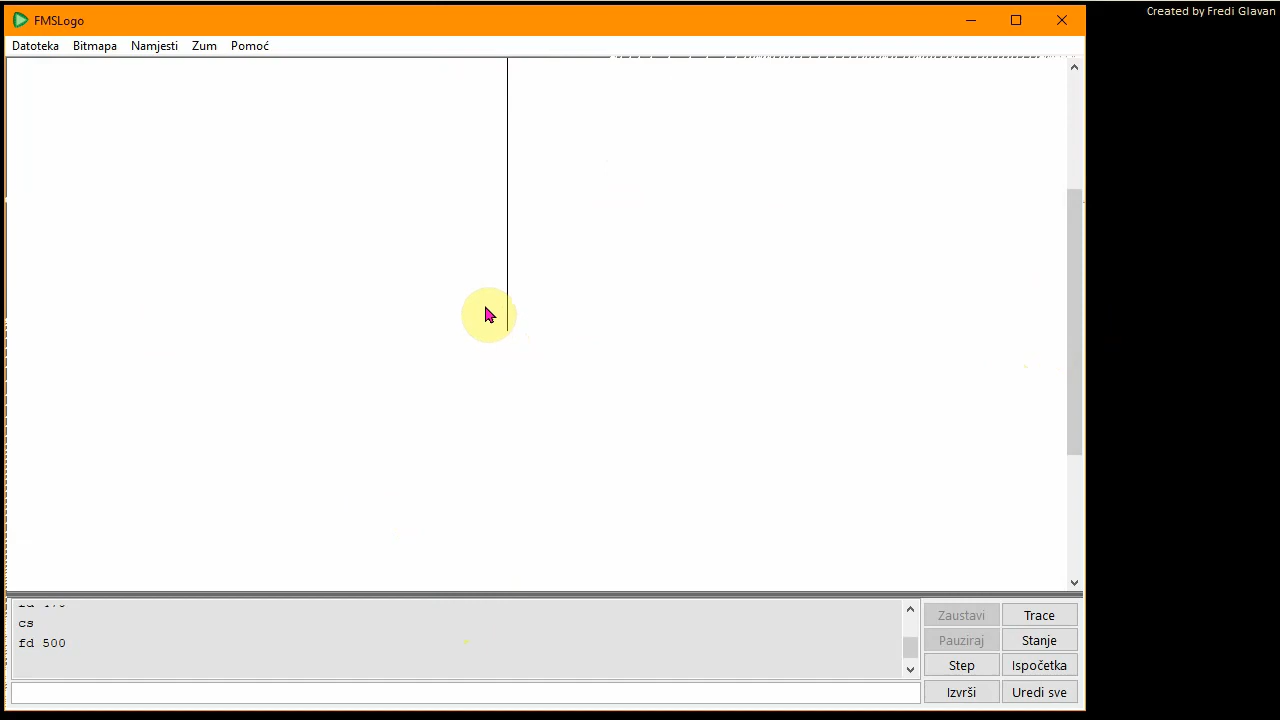 Created by Fredi Glavan
FMSLogo
Datoteka Bitmapa Namjesti Zum Pomoć
cs
fd 500
Zaustavi Trace
Pauziraj Stanje
Step Ispočetka
Izvrši Uredi sve